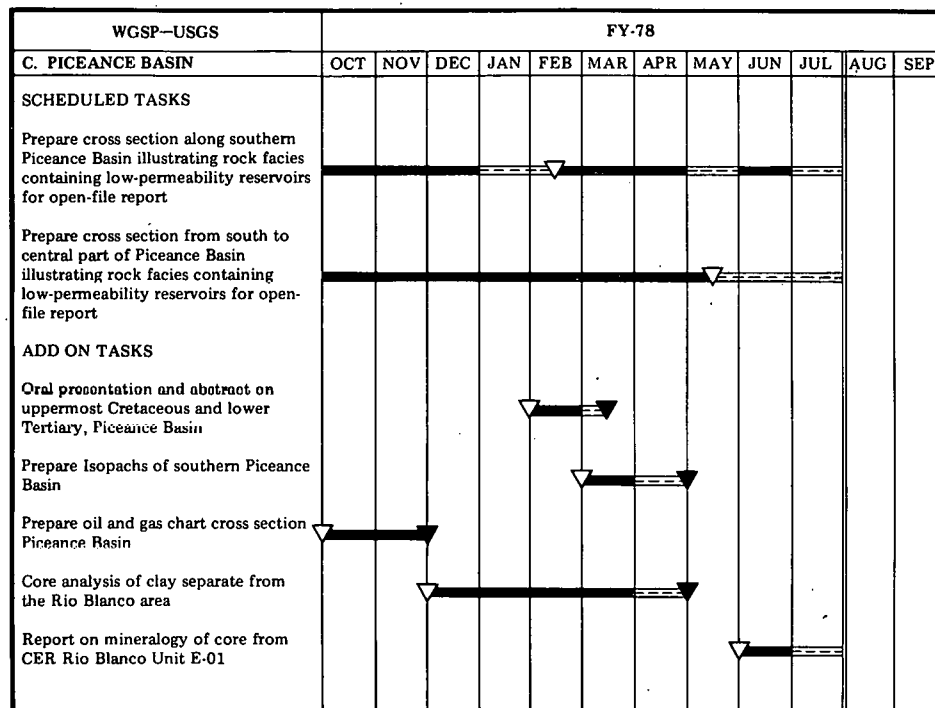 WGSP—USGS
FY-78
C. PICEANCE BASIN
OCT NOV DEC JAN FEB MAR APR MAY JUN JUL AUG SEP
SCHEDULED TASKS
Prepare cross section along southern
Piceance Basin illustrating rock facies
containing low-permeability reservoirs
for open-file report
Prepare cross section from south to
central part of Piceance Basin
illustrating rock facies containing
low-permeability reservoirs for open-
file report
ADD ON TASKS
Oral presentation and abstract on
uppermost Cretaceous and lower
Tertiary, Piceance Basin
Prepare Isopachs of southern Piceance
Basin
Prepare oil and gas chart cross section
Piceance Basin
Core analysis of clay separate from
the Rio Blanco area
Report on mineralogy of core from
CER Rio Blanco Unit E-01